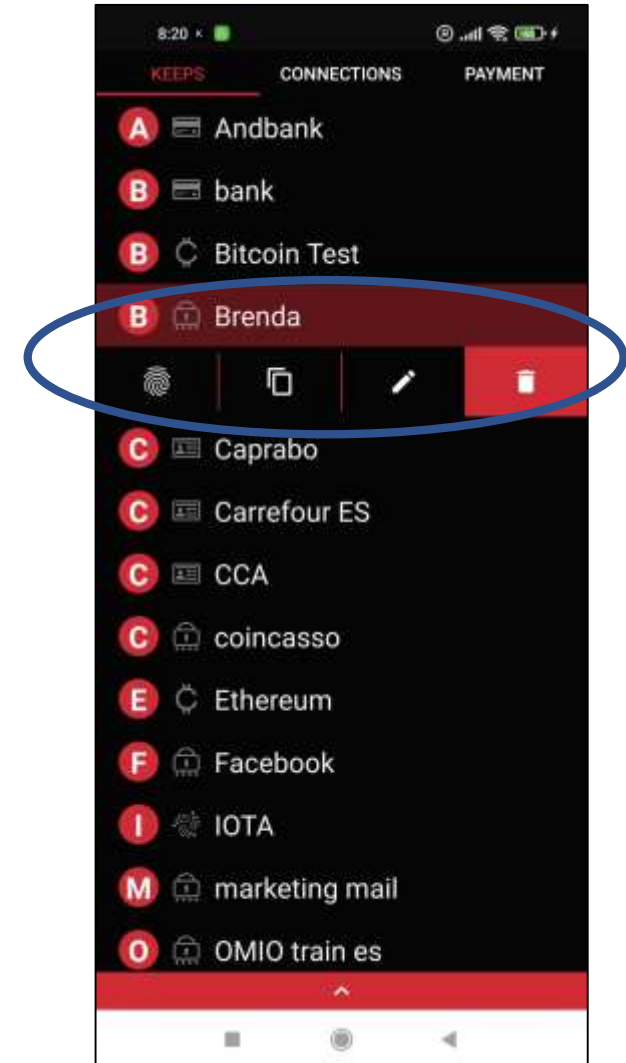 8:20
KEEPS CONNECTIONS PAYMENT
A Andbank
B bank
B Bitcoin Test
B Brenda
C Caprabo
C Carrefour ES
C CCA
C coincasso
E Ethereum
F Facebook
I IOTA
M marketing mail
O OMIO train es